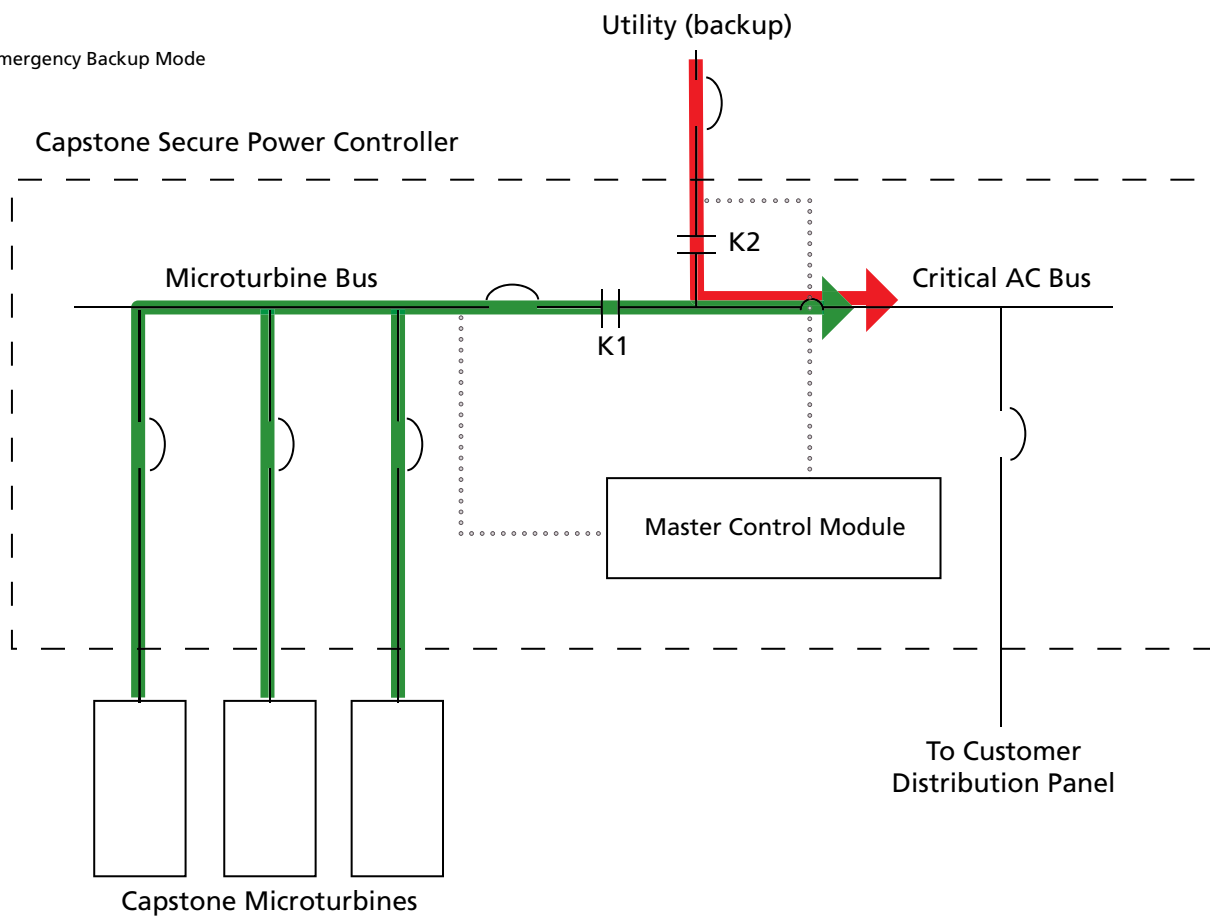 Utility (backup)
mergency Backup Mode
Capstone Secure Power Controller
K2
Microturbine Bus
Critical AC Bus
K1
Master Control Module
To Customer
Distribution Panel
Capstone Microturbines